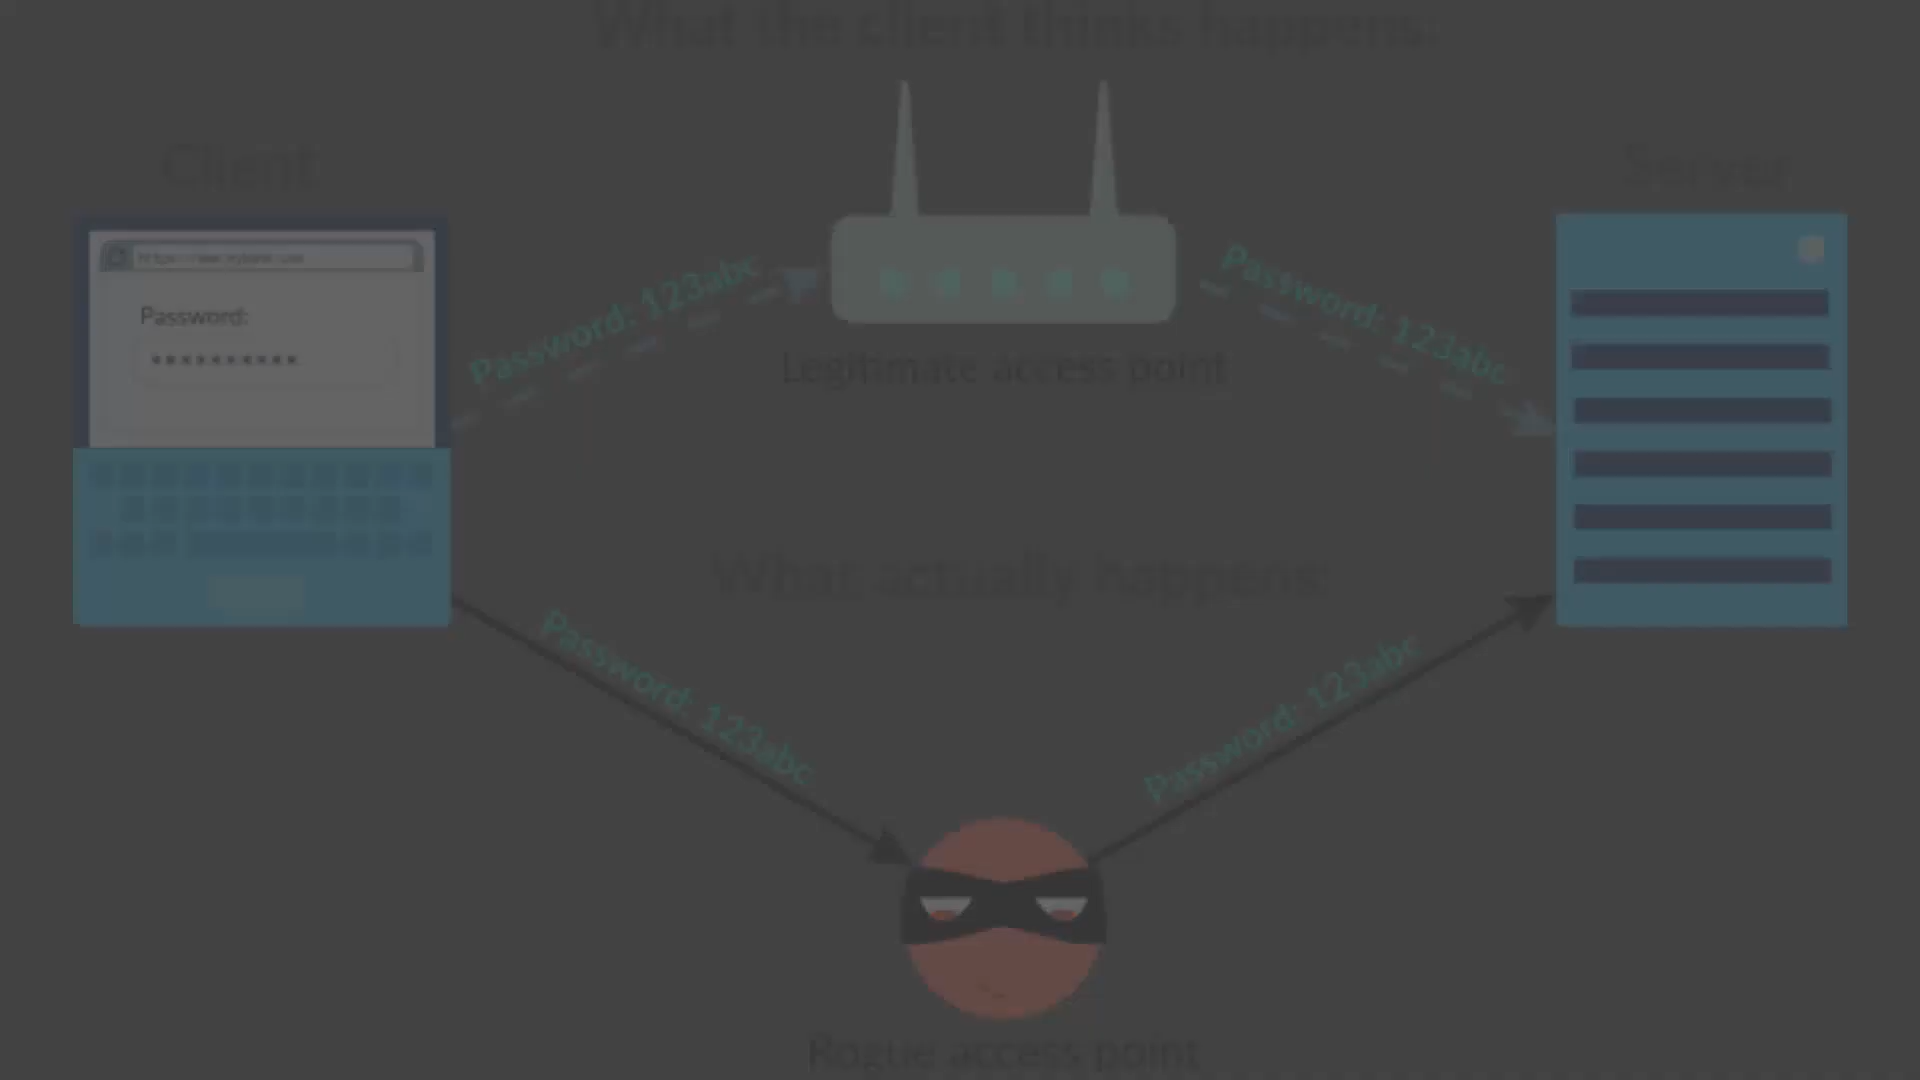 What the client thinks happens:
Client
Server
Password:
Password: 123abc
Password: 123abc
Legitimate access point
What actually happens:
Password: 123abc
Password: 123abc
Rogue access point